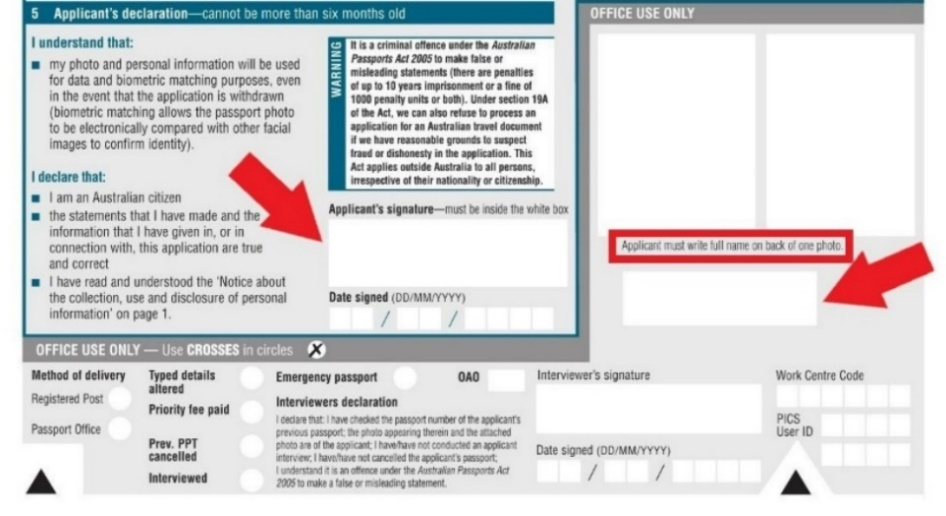 5 Applicant's declaration—cannot be more than six months old
I understand that:
■ my photo and personal information will be used
for data and biometric matching purposes, even
in the event that the application is withdrawn
(biometric matching allows the passport photo
to be electronically compared with other facial
images to confirm identity).
I declare that:
■ I am an Australian citizen
■ the statements that I have made and the
information that I have given in, or in
connection with, this application are true
and correct
■ I have read and understood the 'Notice about
the collection, use and disclosure of personal
information' on page 1.
WARNING
It is a criminal offence under the Australian
Passports Act 2005 to make false or
misleading statements (there are penalties
of up to 10 years imprisonment or a fine of
1000 penalty units or both). Under section 19A
of the Act, we can also refuse to process an
application for an Australian travel document
if we have reasonable grounds to suspect
fraud or dishonesty in the application. This
Act applies outside Australia to all persons,
irrespective of their nationality or citizenship.
Applicant's signature—must be inside the white box
Date signed (DD/MM/YYYY)
/ /
OFFICE USE ONLY
Applicant must write full name on back of one photo.
OFFICE USE ONLY — Use CROSSES in circles X
Method of delivery
Registered Post
Passport Office
Typed details
altered
Priority fee paid
Prev. PPT
cancelled
Interviewed
Emergency passport OAO
Interviewers declaration
I declare that: I have checked the passport number of the applicant's
previous passport; the photo appearing therein and the attached
photo are of the applicant; I have/have not conducted an applicant
interview; I have/have not cancelled the applicant's passport;
I understand it is an offence under the Australian Passports Act
2005 to make a false or misleading statement.
Interviewer's signature
Date signed (DD/MM/YYYY)
/ /
Work Centre Code
PICS
User ID